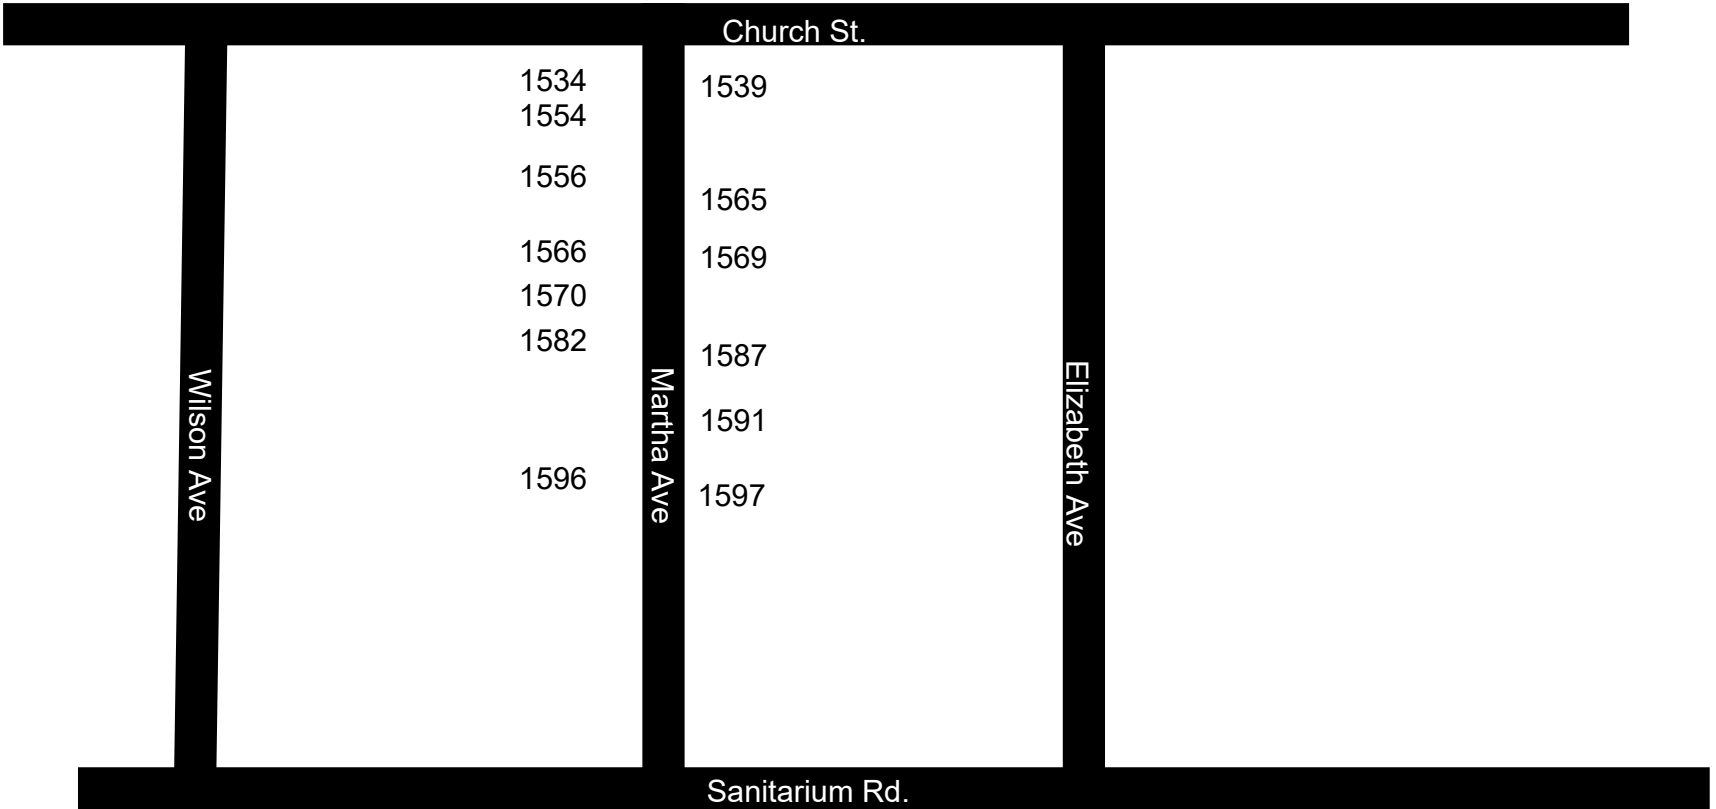 Church St.
1534
1539
1554
1556
1565
1566
1569
1570
1582
1587
Wilson Ave
Martha Ave
Elizabeth Ave
1591
1596
1597
Sanitarium Rd.